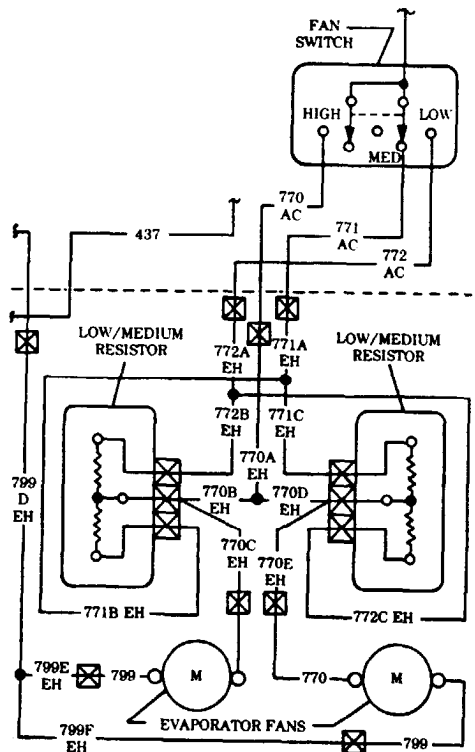 FAN
SWITCH
HIGH
LOW
MED
770
AC
771
AC
437
772
AC
LOW/MEDIUM
RESISTOR
772A
EH
771A
EH
LOW/MEDIUM
RESISTOR
772B
EH
771C
EH
770A
EH
799
D
EH
770B
EH
770D
EH
770C
EH
770E
EH
771B EH
772C EH
799E
EH
799
M
770
M
EVAPORATOR FANS
799F
EH
799